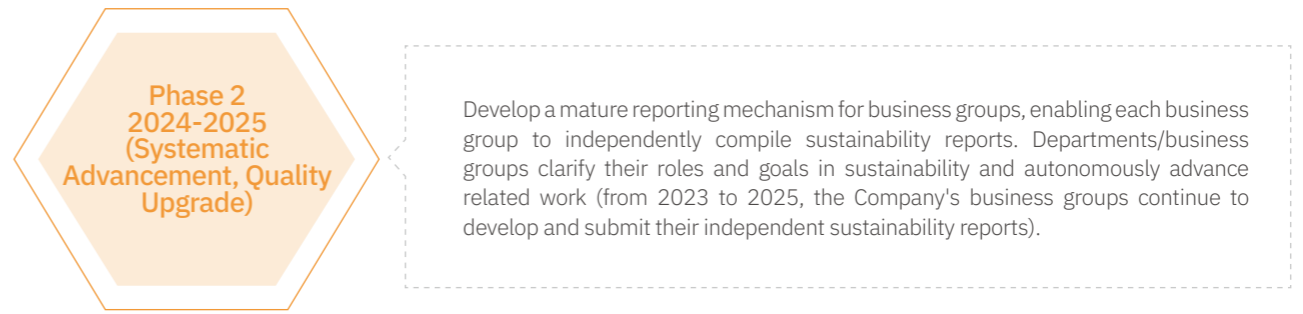 Phase 2
2024-2025
(Systematic
Advancement, Quality
Upgrade)
Develop a mature reporting mechanism for business groups, enabling each business
group to independently compile sustainability reports. Departments/business
groups clarify their roles and goals in sustainability and autonomously advance
related work (from 2023 to 2025, the Company's business groups continue to
develop and submit their independent sustainability reports).